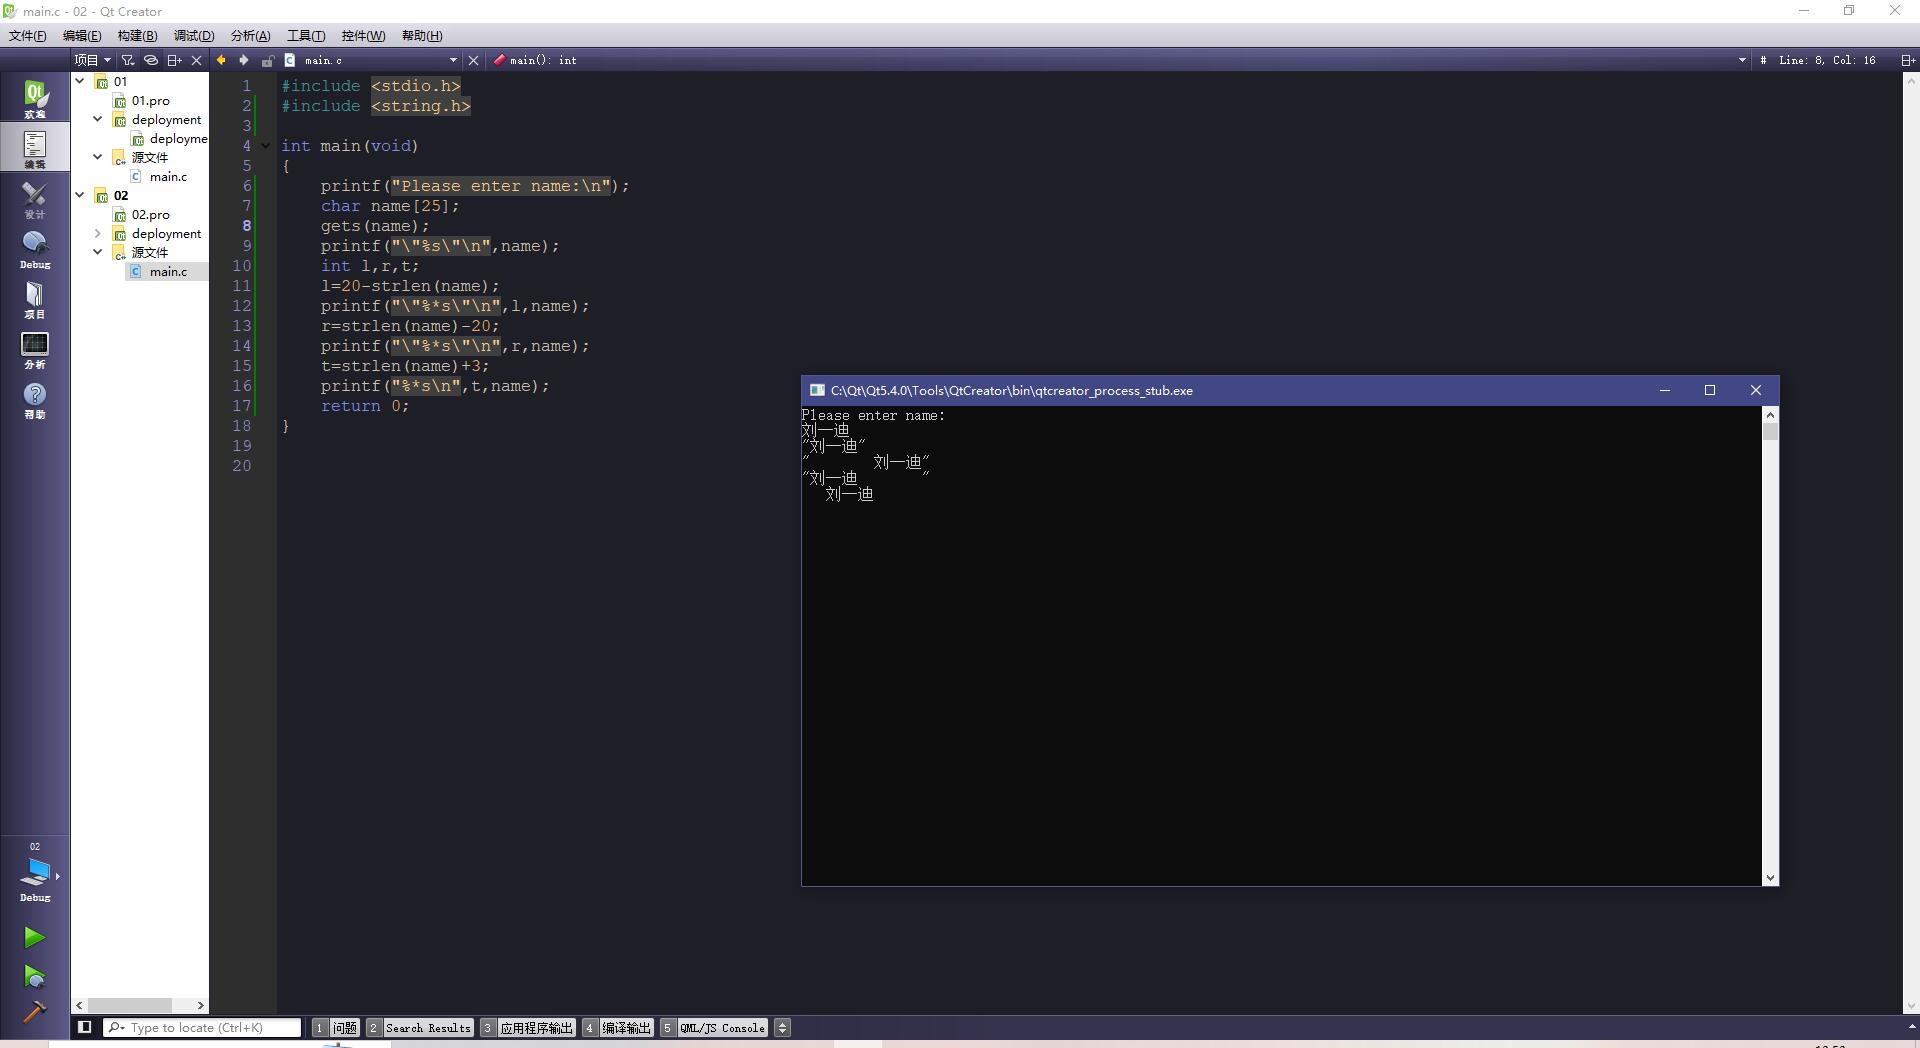 main.c - 02 - Qt Creator
文件(F) 编辑(E) 构建(B) 调试(D) 分析(A) 工具(T) 控件(W) 帮助(H)
项目 main.c main(): int # Line: 8, Col: 16
欢迎
编辑
设计
Debug
项目
分析
帮助
02
Debug
01
01.pro
deployment
deployme
源文件
main.c
02
02.pro
deployment
源文件
main.c
1 #include <stdio.h>
2 #include <string.h>
3
4 int main(void)
5 {
6 printf("Please enter name:\n");
7 char name[25];
8 gets(name);
9 printf("\"%s\"\n",name);
10 int l,r,t;
11 l=20-strlen(name);
12 printf("\"%*s\"\n",l,name);
13 r=strlen(name)-20;
14 printf("\"%*s\"\n",r,name);
15 t=strlen(name)+3;
16 printf("%*s\n",t,name);
17 return 0;
18 }
19
20
C:\Qt\Qt5.4.0\Tools\QtCreator\bin\qtcreator_process_stub.exe
Please enter name:
刘一迪
"刘一迪"
"        刘一迪"
"刘一迪        "
   刘一迪
Type to locate (Ctrl+K) 1 问题 2 Search Results 3 应用程序输出 4 编译输出 5 QML/JS Console